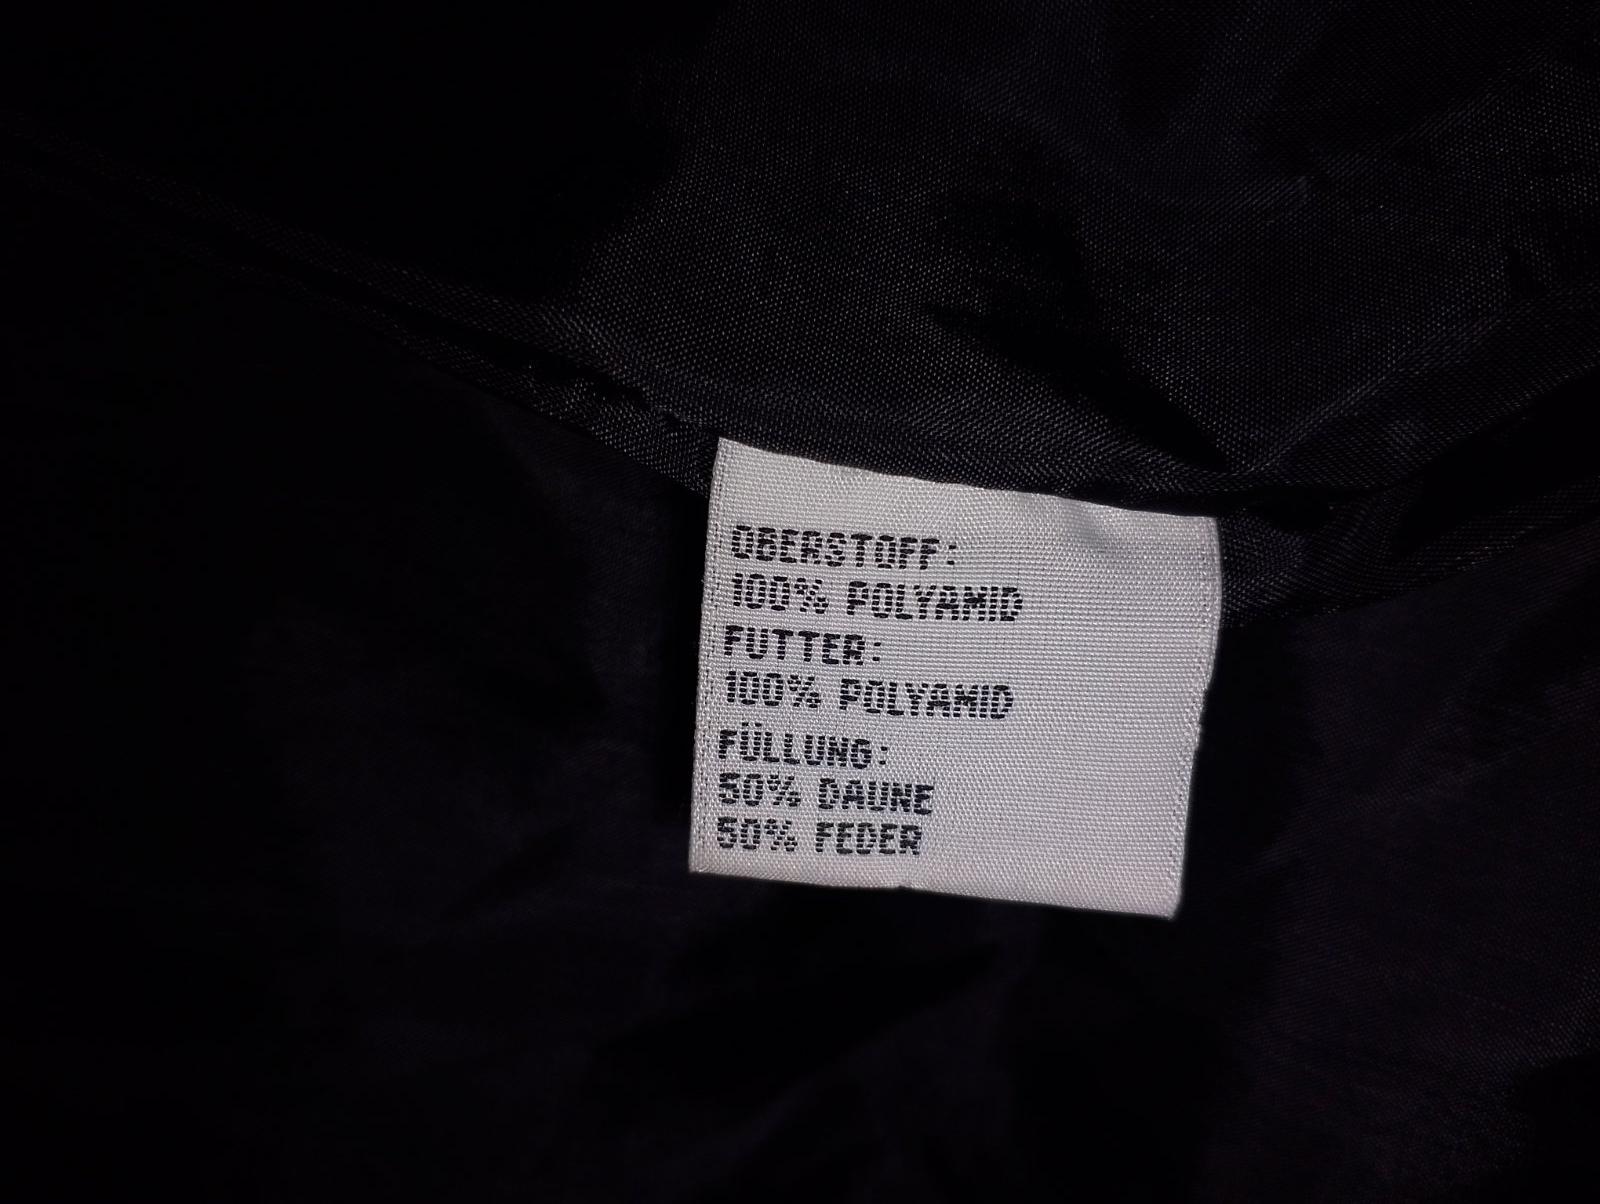 OBERSTOFF:
100% POLYAMID
FUTTER:
100% POLYAMID
FÜLLUNG:
50% DAUNE
50% FEDER